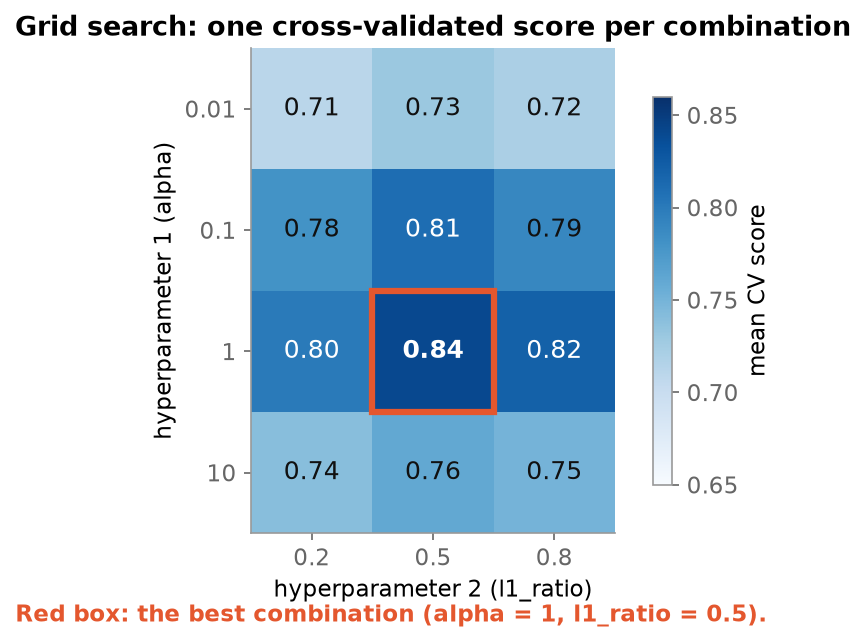 Grid search: one cross-validated score per combination
hyperparameter 1 (alpha)
0.01
0.71 0.73 0.72
0.1
0.78 0.81 0.79
1
0.80 0.84 0.82
10
0.74 0.76 0.75
0.2 0.5 0.8
hyperparameter 2 (l1_ratio)
0.85
0.80
0.75
0.70
0.65
mean CV score
Red box: the best combination (alpha = 1, l1_ratio = 0.5).